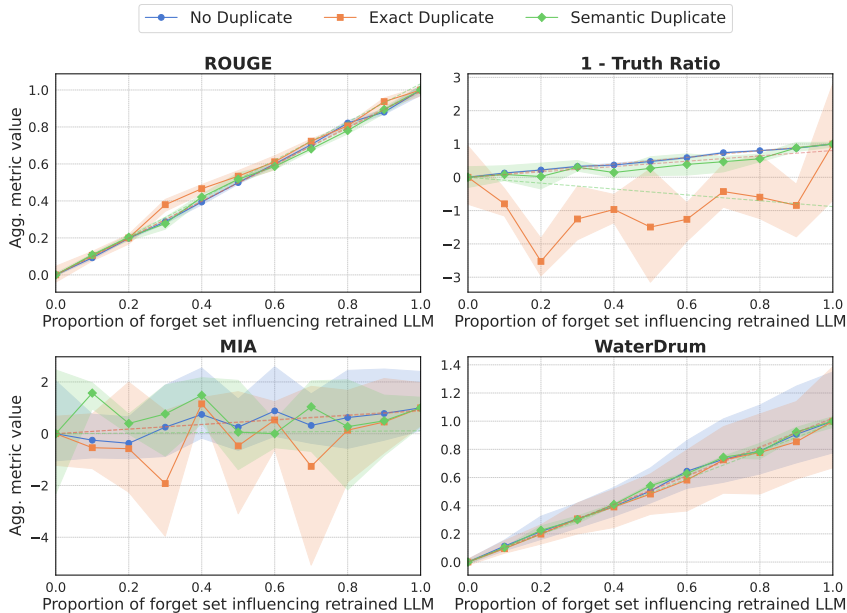 No Duplicate Exact Duplicate Semantic Duplicate
ROUGE
1.0
0.8
0.6
0.4
0.2
0.0
Agg. metric value
0.0 0.2 0.4 0.6 0.8 1.0
Proportion of forget set influencing retrained LLM
1 - Truth Ratio
3
2
1
0
−1
−2
−3
0.0 0.2 0.4 0.6 0.8 1.0
Proportion of forget set influencing retrained LLM
MIA
2
0
−2
−4
Agg. metric value
0.0 0.2 0.4 0.6 0.8 1.0
Proportion of forget set influencing retrained LLM
WaterDrum
1.4
1.2
1.0
0.8
0.6
0.4
0.2
0.0
0.0 0.2 0.4 0.6 0.8 1.0
Proportion of forget set influencing retrained LLM